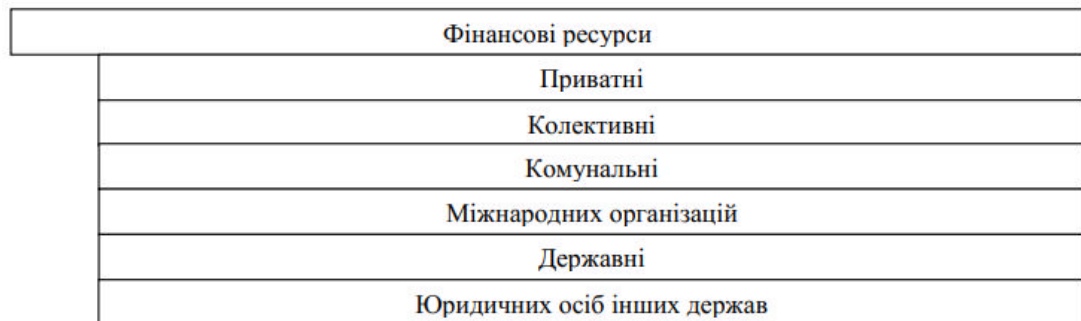 Фінансові ресурси
Приватні
Колективні
Комунальні
Міжнародних організацій
Державні
Юридичних осіб інших держав